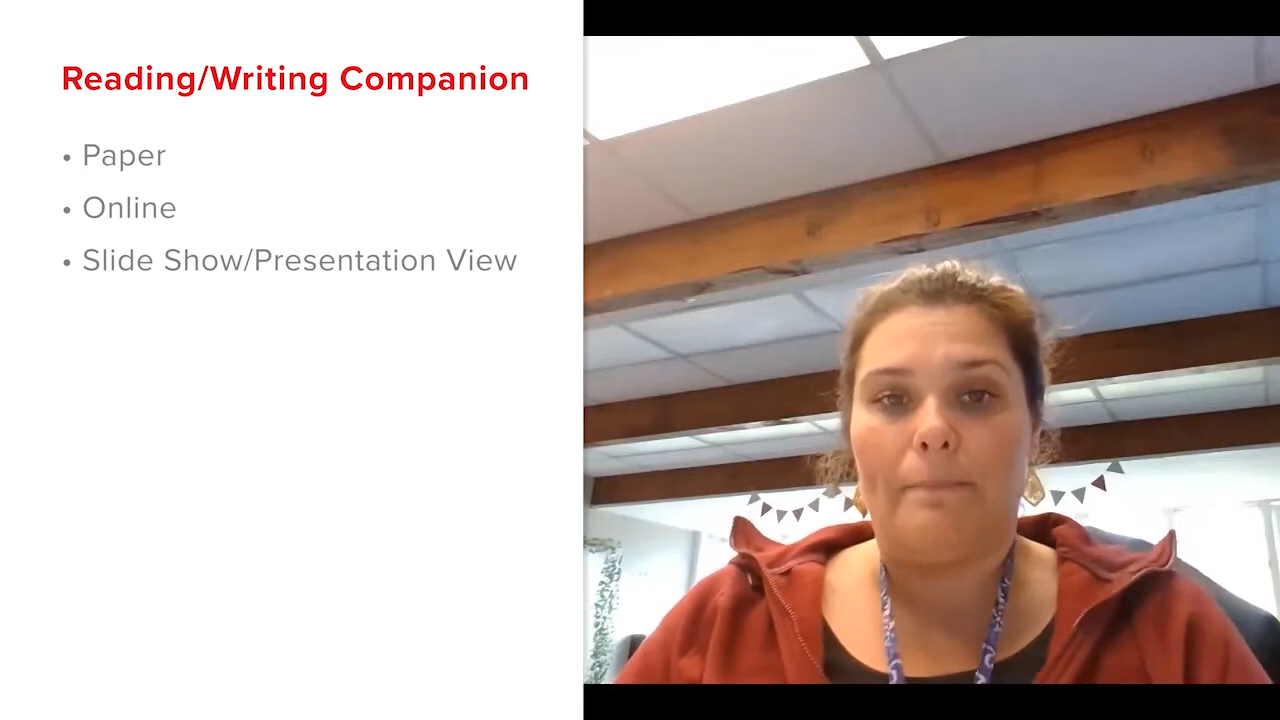 Reading/Writing Companion
• Paper
• Online
• Slide Show/Presentation View